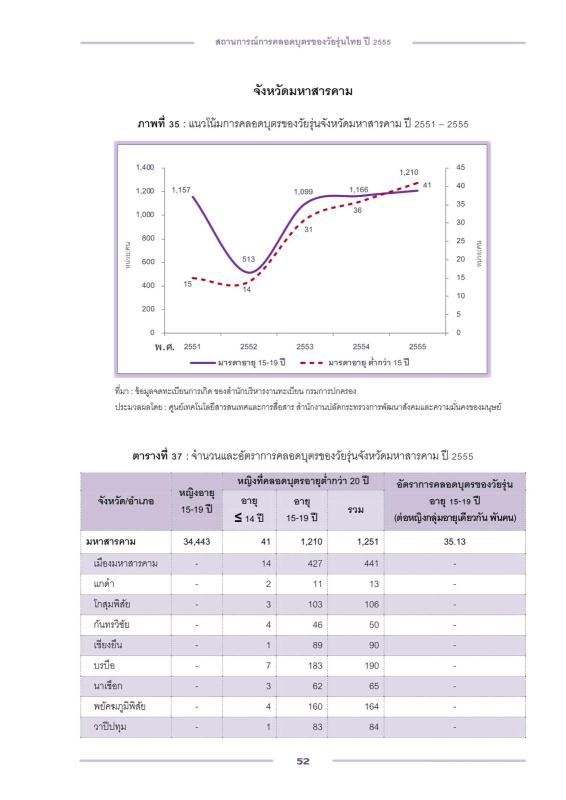 สถานการณ์การคลอดบุตรของวัยรุ่นไทย ปี 2555
จังหวัดมหาสารคาม
ภาพที่ 35 : แนวโน้มการคลอดบุตรของวัยรุ่นจังหวัดมหาสารคาม ปี 2551 – 2555
1,400 45
1,200 40
1,000 35
800 30
600 25
400 20
200 15
0 10
5
0
หน่วย:คน
หน่วย:คน
1,157 513 1,099 1,166 1,210
15 14 31 36 41
พ.ศ. 2551 2552 2553 2554 2555
มารดาอายุ 15-19 ปี มารดาอายุ ต่ำกว่า 15 ปี
ที่มา : ข้อมูลจดทะเบียนการเกิด ของสำนักบริหารงานทะเบียน กรมการปกครอง
ประมวลผลโดย : ศูนย์เทคโนโลยีสารสนเทศและการสื่อสาร สำนักงานปลัดกระทรวงการพัฒนาสังคมและความมั่นคงของมนุษย์
ตารางที่ 37 : จำนวนและอัตราการคลอดบุตรของวัยรุ่นจังหวัดมหาสารคาม ปี 2555
จังหวัด/อำเภอ หญิงอายุ 15-19 ปี หญิงที่คลอดบุตรอายุต่ำกว่า 20 ปี อัตราการคลอดบุตรของวัยรุ่น
อายุ ≤ 14 ปี อายุ 15-19 ปี รวม อายุ 15-19 ปี
(ต่อหญิงกลุ่มอายุเดียวกัน พันคน)
มหาสารคาม 34,443 41 1,210 1,251 35.13
เมืองมหาสารคาม - 14 427 441 -
แกดำ - 2 11 13 -
โกสุมพิสัย - 3 103 106 -
กันทรวิชัย - 4 46 50 -
เชียงยืน - 1 89 90 -
บรบือ - 7 183 190 -
นาเชือก - 3 62 65 -
พยัคฆภูมิพิสัย - 4 160 164 -
วาปีปทุม - 1 83 84 -
52